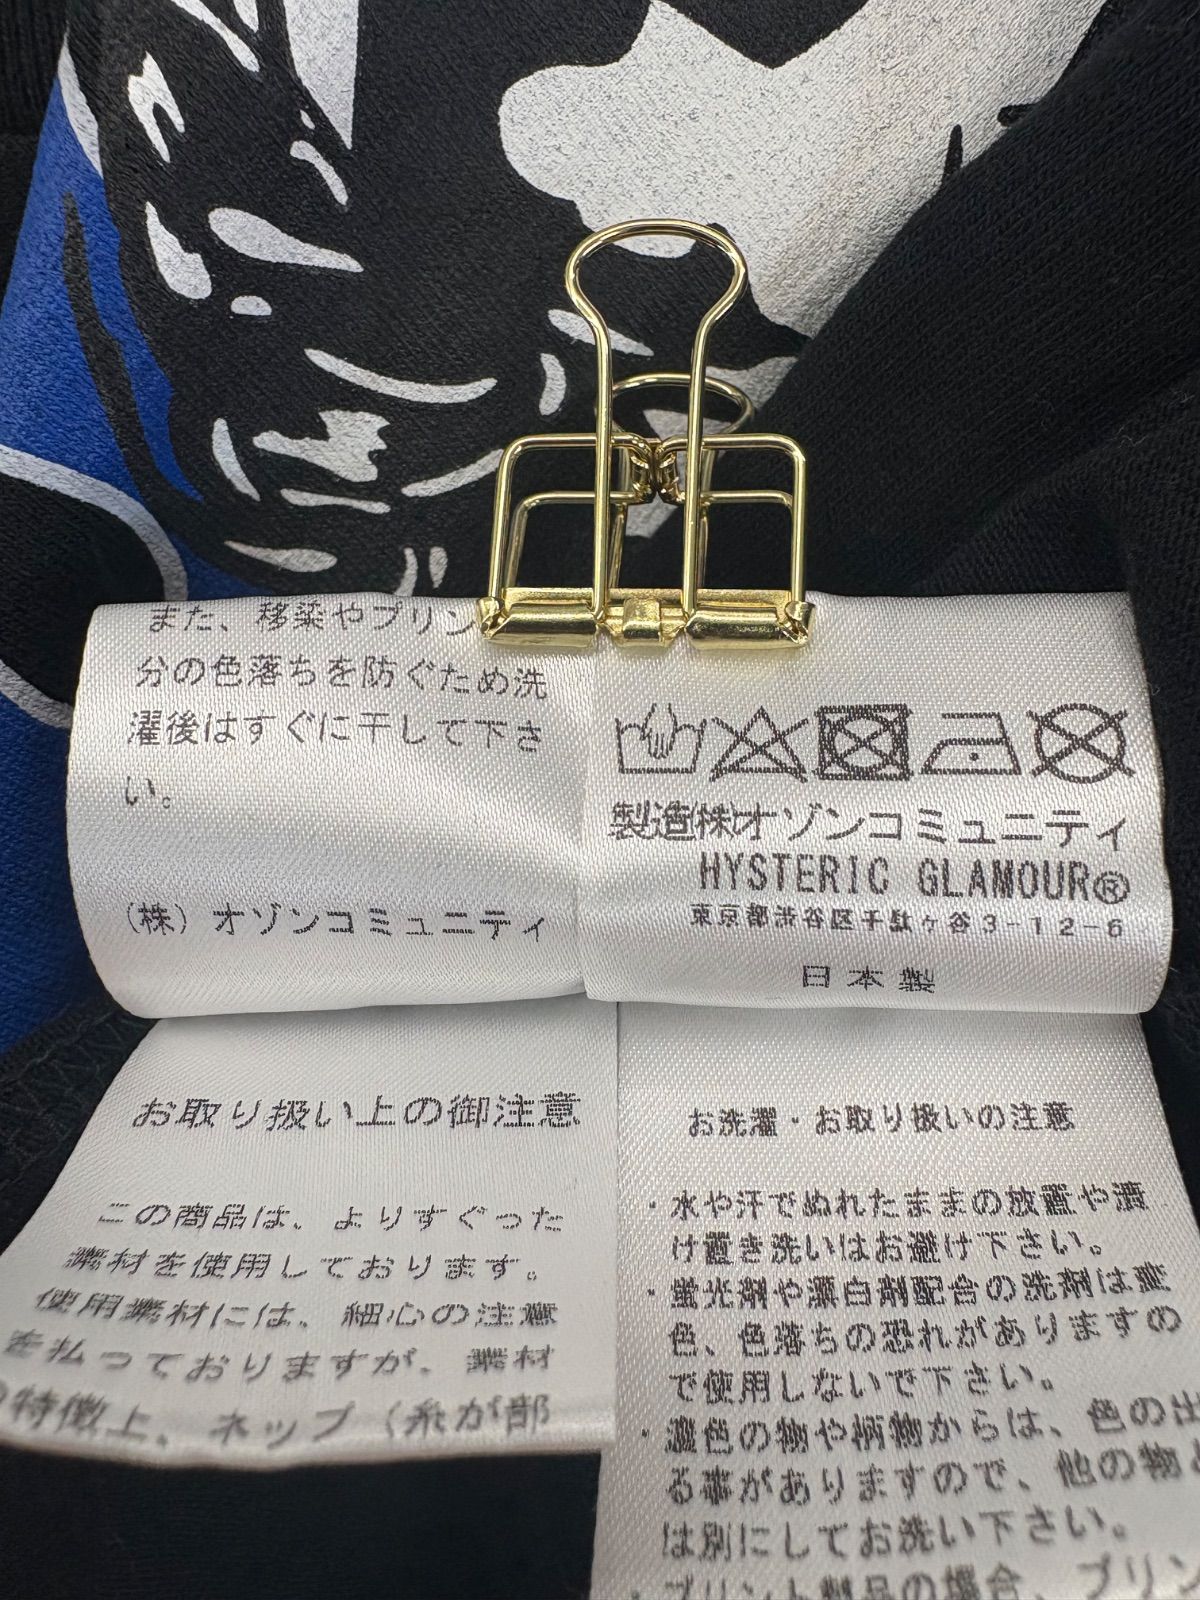 また、移染やプリン
分の色落ちを防ぐため洗
濯後はすぐに干して下さ
い。
(株)オゾンコミュニティ
製造(株)オゾンコミュニティ
HYSTERIC GLAMOUR®
東京都渋谷区千駄ヶ谷3-12-6
日本製
お取り扱い上の御注意
この商品は、よりすぐった
素材を使用しております。
使用素材には、細心の注意
を払っておりますが、素材
の特徴上、ネップ(糸が部
お洗濯・お取り扱いの注意
・水や汗でぬれたままの放置や漬
け置き洗いはお避け下さい。
・蛍光剤や漂白剤配合の洗剤は変
色、色落ちの恐れがありますの
で使用しないで下さい。
・濃色の物や柄物からは、色の出
る事がありますので、他の物と
は別にしてお洗い下さい。
・プリント製品の場合、プリン